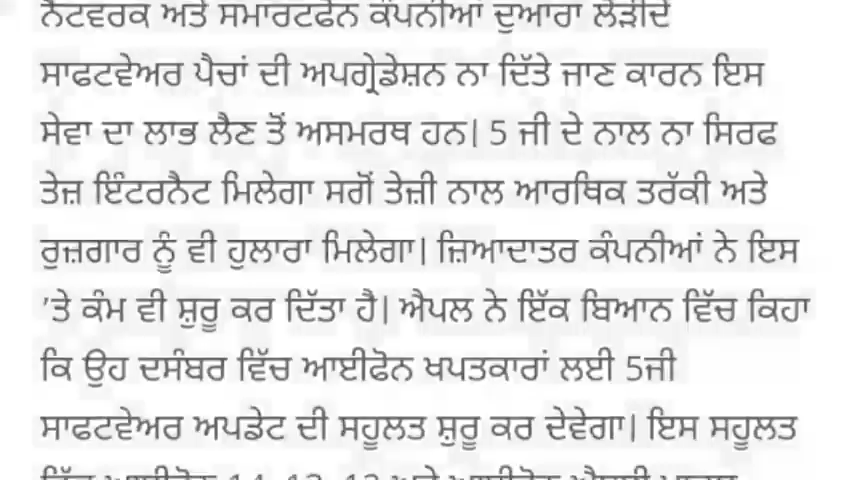 ਨੈਟਵਰਕ ਅਤੇ ਸਮਾਰਟਫੋਨ ਕੰਪਨੀਆਂ ਦੁਆਰਾ ਲੋੜੀਂਦੇ
ਸਾਫਟਵੇਅਰ ਪੈਚਾਂ ਦੀ ਅਪਗ੍ਰੇਡੇਸ਼ਨ ਨਾ ਦਿੱਤੇ ਜਾਣ ਕਾਰਨ ਇਸ
ਸੇਵਾ ਦਾ ਲਾਭ ਲੈਣ ਤੋਂ ਅਸਮਰਥ ਹਨ| 5 ਜੀ ਦੇ ਨਾਲ ਨਾ ਸਿਰਫ
ਤੇਜ਼ ਇੰਟਰਨੈਟ ਮਿਲੇਗਾ ਸਗੋਂ ਤੇਜ਼ੀ ਨਾਲ ਆਰਥਿਕ ਤਰੱਕੀ ਅਤੇ
ਰੁਜ਼ਗਾਰ ਨੂੰ ਵੀ ਹੁਲਾਰਾ ਮਿਲੇਗਾ| ਜ਼ਿਆਦਾਤਰ ਕੰਪਨੀਆਂ ਨੇ ਇਸ
’ਤੇ ਕੰਮ ਵੀ ਸ਼ੁਰੂ ਕਰ ਦਿੱਤਾ ਹੈ| ਐਪਲ ਨੇ ਇੱਕ ਬਿਆਨ ਵਿੱਚ ਕਿਹਾ
ਕਿ ਉਹ ਦਸੰਬਰ ਵਿੱਚ ਆਈਫੋਨ ਖਪਤਕਾਰਾਂ ਲਈ 5ਜੀ
ਸਾਫਟਵੇਅਰ ਅਪਡੇਟ ਦੀ ਸਹੂਲਤ ਸ਼ੁਰੂ ਕਰ ਦੇਵੇਗਾ| ਇਸ ਸਹੂਲਤ